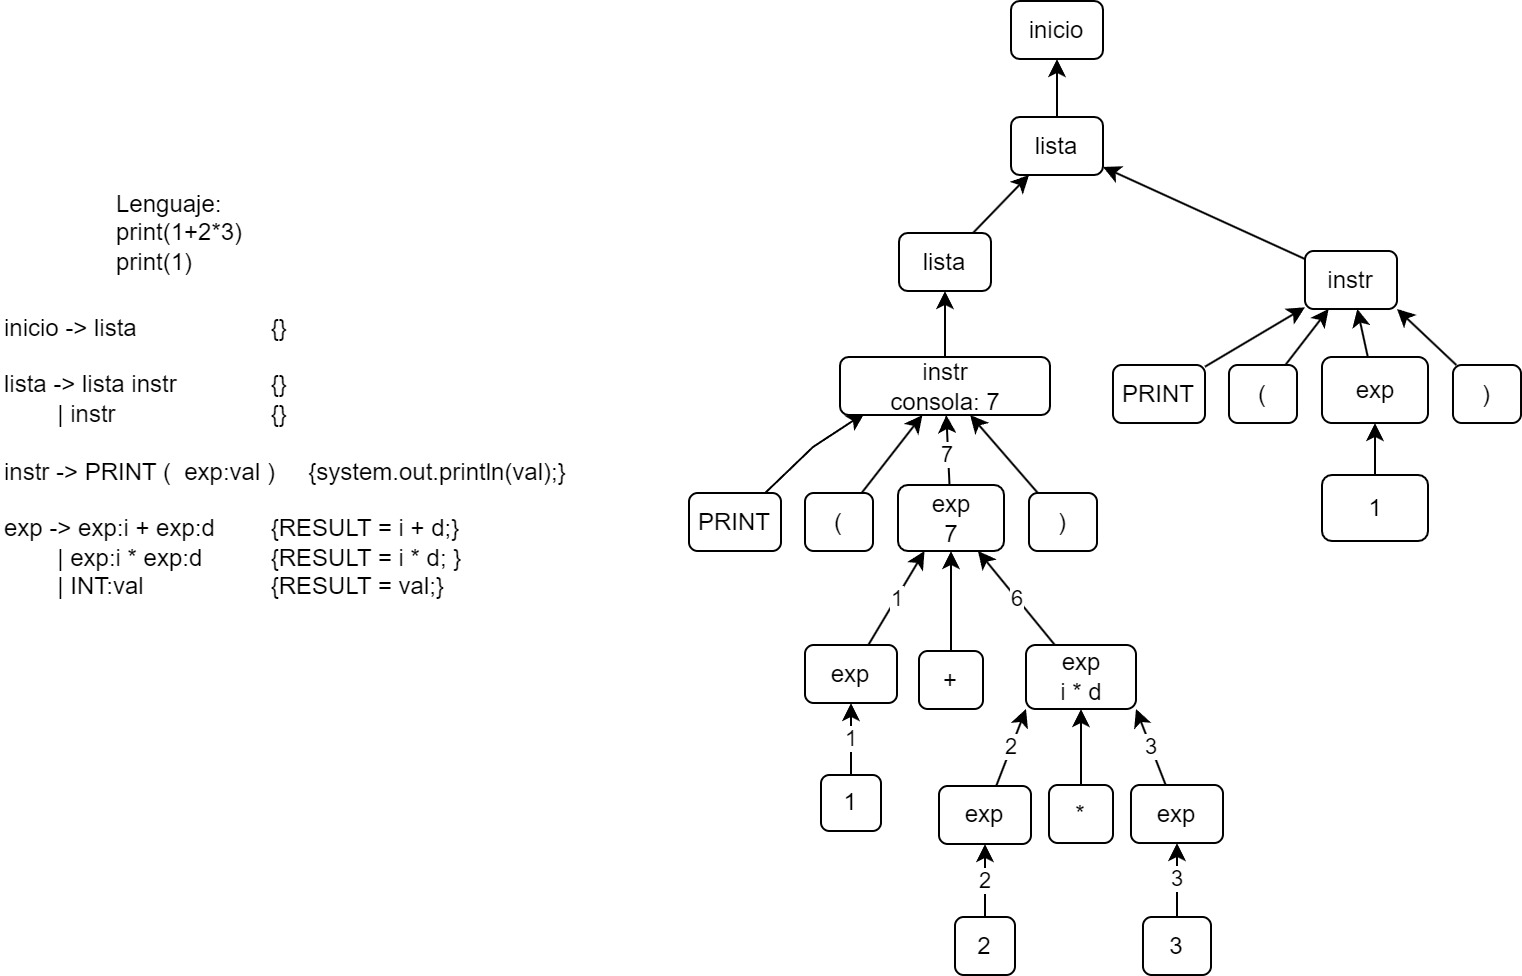 Lenguaje:
print(1+2*3)
print(1)
inicio -> lista {}
lista -> lista instr {}
| instr {}
instr -> PRINT ( exp:val ) {system.out.println(val);}
exp -> exp:i + exp:d {RESULT = i + d;}
| exp:i * exp:d {RESULT = i * d; }
| INT:val {RESULT = val;}
inicio
lista
lista
instr
instr
consola: 7
PRINT
(
exp
)
7
1
PRINT
(
exp
7
)
1
6
exp
+
exp
i * d
1
2
3
1
exp
*
exp
2
3
2
3